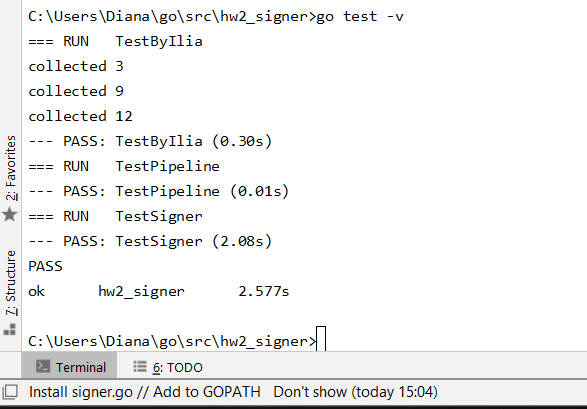 C:\Users\Diana\go\src\hw2_signer>go test -v
=== RUN   TestByIlia
collected 3
collected 9
collected 12
--- PASS: TestByIlia (0.30s)
=== RUN   TestPipeline
--- PASS: TestPipeline (0.01s)
=== RUN   TestSigner
--- PASS: TestSigner (2.08s)
PASS
ok      hw2_signer      2.577s
C:\Users\Diana\go\src\hw2_signer>
2: Favorites
7: Structure
Terminal
6: TODO
Install signer.go // Add to GOPATH   Don't show (today 15:04)